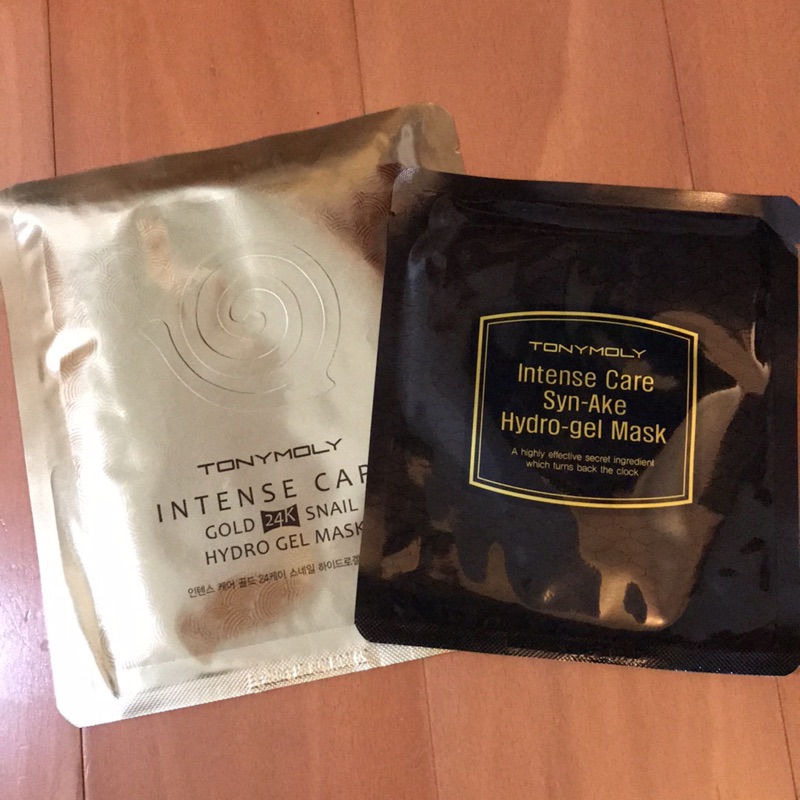 TONYMOLY
INTENSE CAR
GOLD 24K SNAIL
HYDRO GEL MASK
인텐스 케어 골드 24케이 스네일 하이드로겔
TONYMOLY
Intense Care
Syn-Ake
Hydro-gel Mask
A highly effective secret ingredient
which turns back the clock